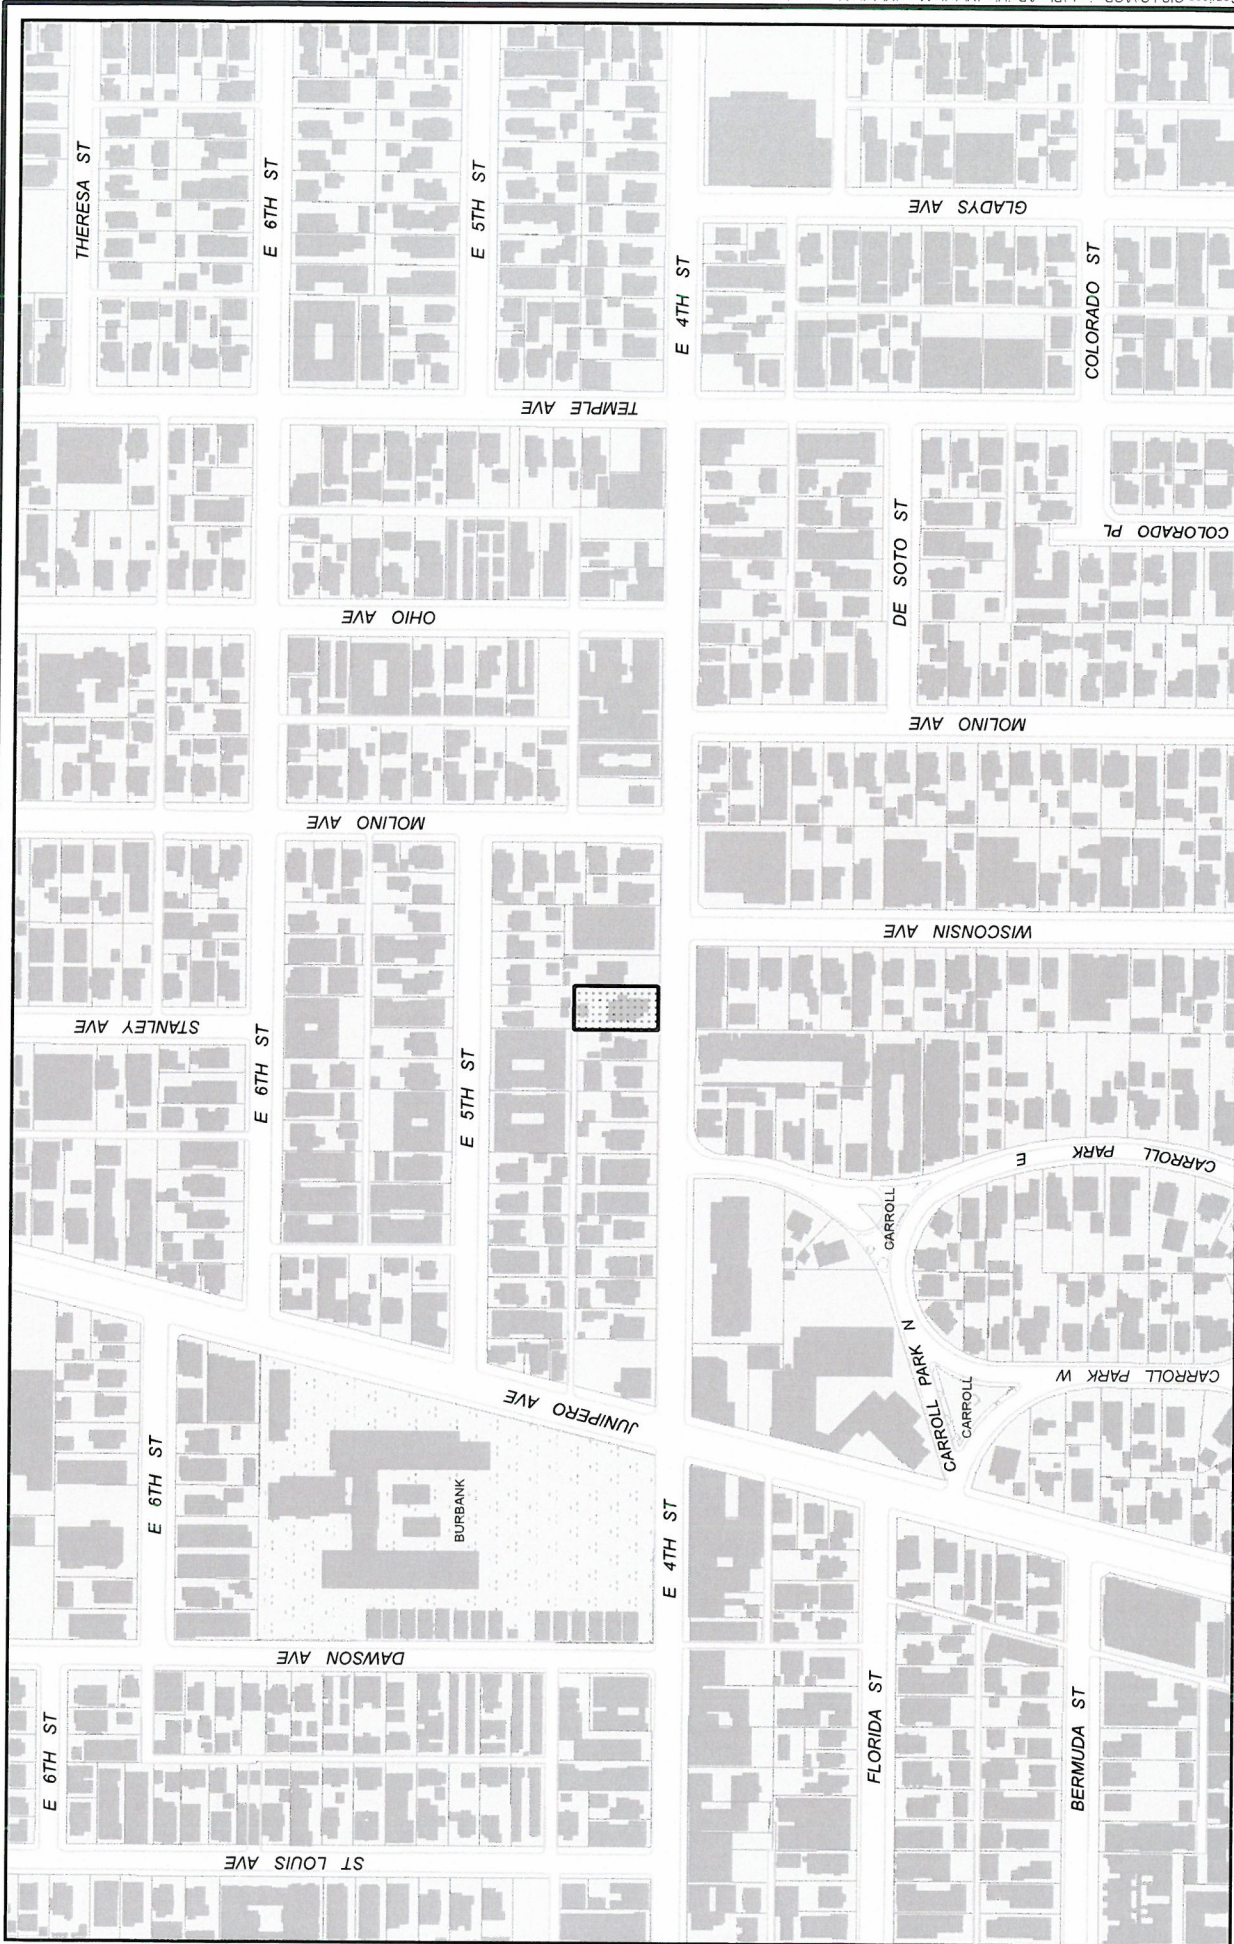 THERESA ST
E 6TH ST
E 5TH ST
E 4TH ST
GLADYS AVE
COLORADO ST
TEMPLE AVE
COLORADO PL
DE SOTO ST
OHIO AVE
MOLINO AVE
MOLINO AVE
WISCONSIN AVE
STANLEY AVE
E 6TH ST
E 5TH ST
CARROLL PARK E
CARROLL
CARROLL PARK N
CARROLL
CARROLL PARK W
JUNIPERO AVE
BURBANK
E 6TH ST
E 4TH ST
DAWSON AVE
FLORIDA ST
BERMUDA ST
E 6TH ST
ST LOUIS AVE